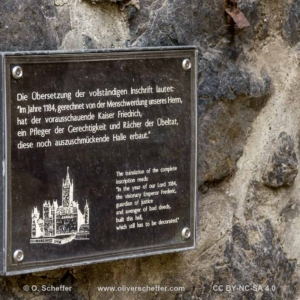 Die Übersetzung der vollständigen Inschrift lautet:
"Im Jahre 1184, gerechnet von der Menschwerdung unseres Herrn,
hat der vorausschauende Kaiser Friedrich,
ein Pfleger der Gerechtigkeit und Rächer der Übeltat,
diese noch auszuschmückende Halle erbaut."
The translation of the complete
inscription reads:
"In the year of our Lord 1184,
the visionary Emperor Frederic,
guardian of justice
and avenger of bad deeds,
built this hall,
which still has to be decorated."
© O. Scheffer
www.oliverscheffer.com
CC BY-NC-SA 4.0